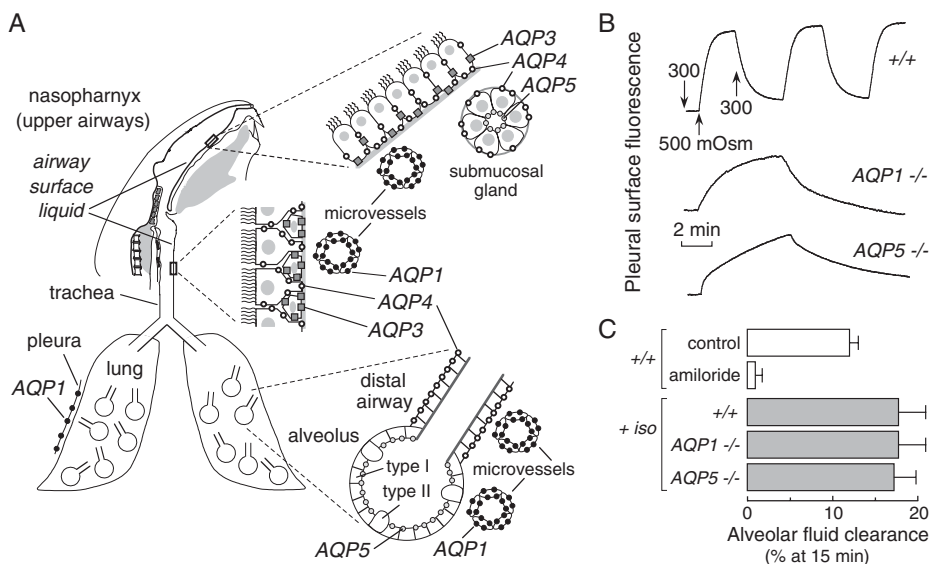 A
nasopharnyx
(upper airways)
airway
surface
liquid
trachea
pleura
AQP1
lung
AQP3
AQP4
AQP5
submucosal
gland
microvessels
AQP1
AQP4
AQP3
distal
airway
alveolus
type I
type II
microvessels
AQP5
AQP1
B
Pleural surface fluorescence
+/+
300
300
500 mOsm
AQP1 -/-
2 min
AQP5 -/-
C
+/+
control
amiloride
+ iso
+/+
AQP1 -/-
AQP5 -/-
0 10 20
Alveolar fluid clearance
(% at 15 min)